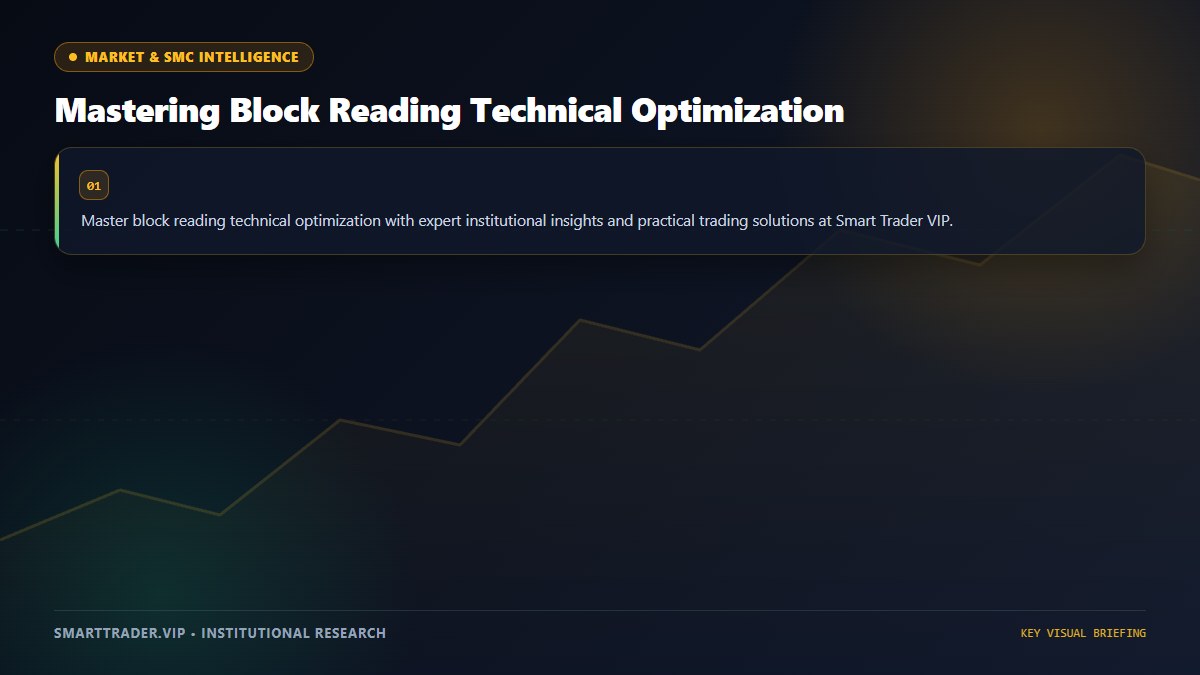 MARKET & SMC INTELLIGENCE
Mastering Block Reading Technical Optimization
01
Master block reading technical optimization with expert institutional insights and practical trading solutions at Smart Trader VIP.
SMARTTRADER.VIP • INSTITUTIONAL RESEARCH
KEY VISUAL BRIEFING